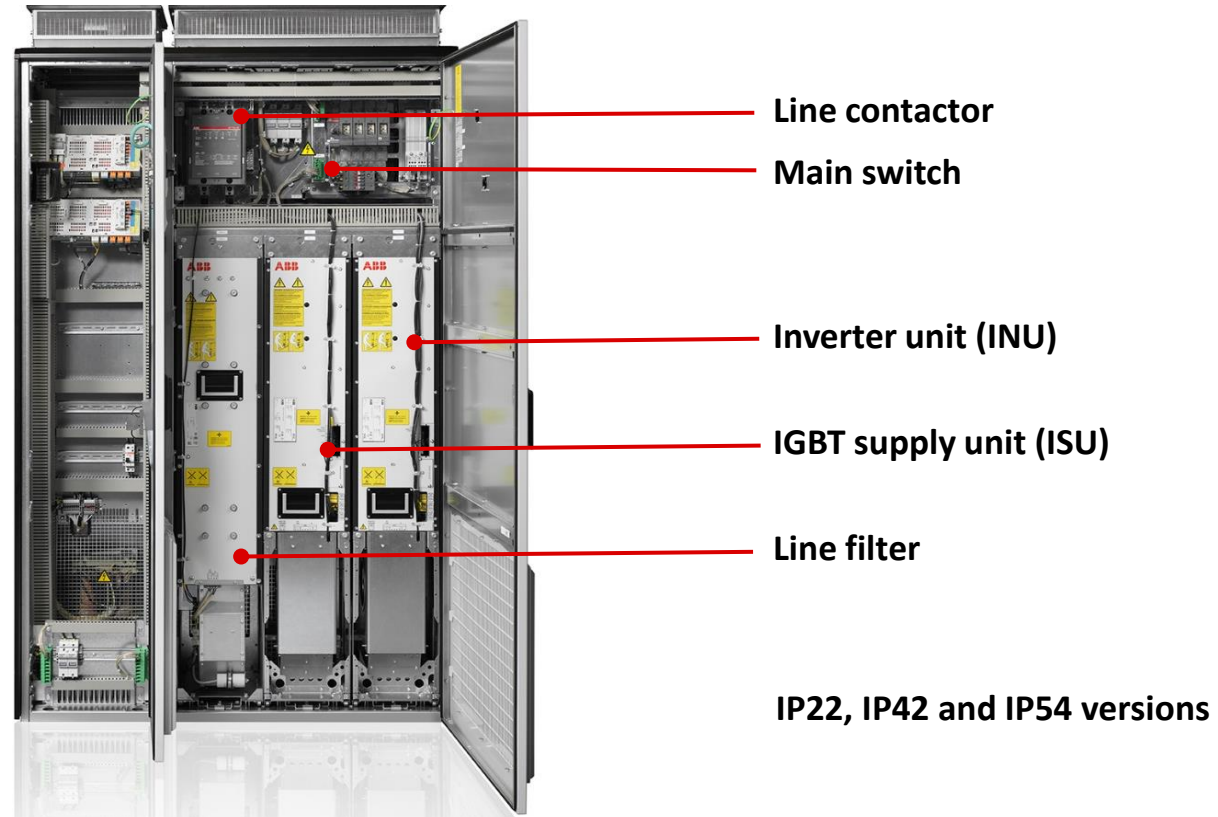 Line contactor
Main switch
ABB ABB ABB
Inverter unit (INU)
IGBT supply unit (ISU)
Line filter
IP22, IP42 and IP54 versions